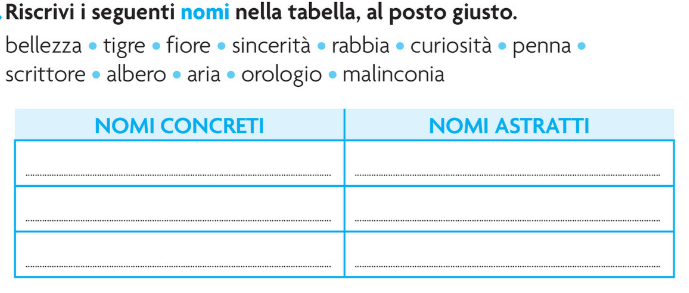 Riscrivi i seguenti nomi nella tabella, al posto giusto.
bellezza • tigre • fiore • sincerità • rabbia • curiosità • penna •
scrittore • albero • aria • orologio • malinconia
NOMI CONCRETI NOMI ASTRATTI